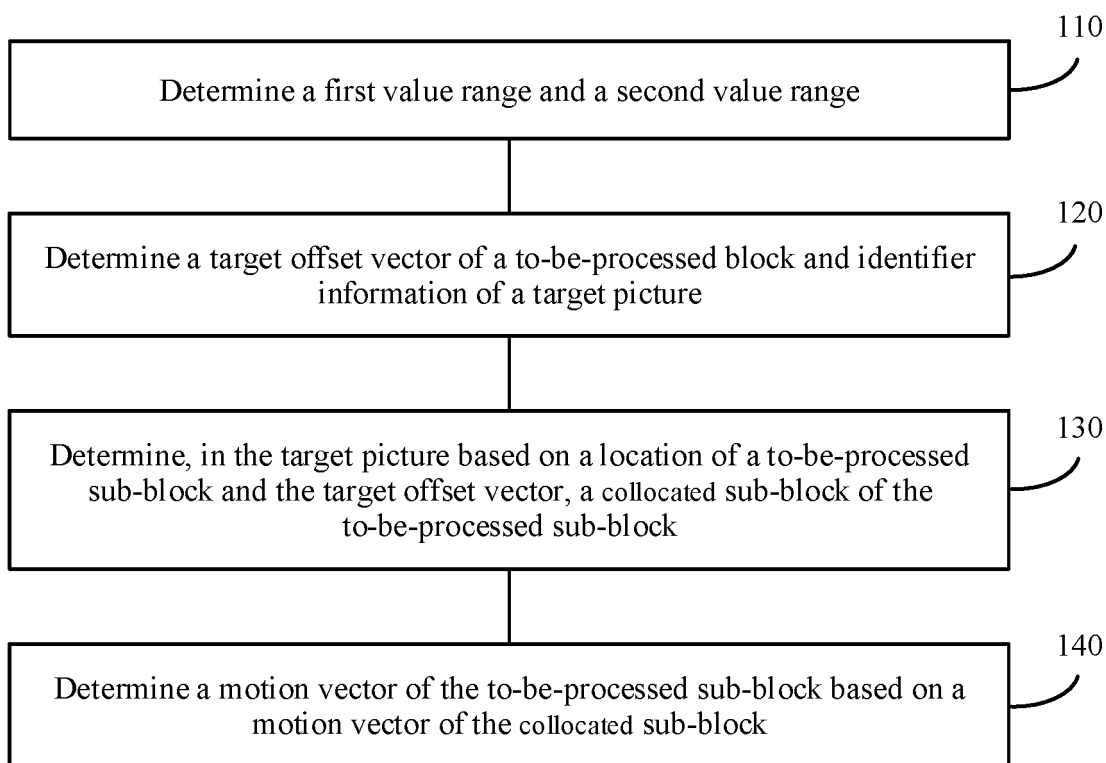 110
Determine a first value range and a second value range
120
Determine a target offset vector of a to-be-processed block and identifier
information of a target picture
130
Determine, in the target picture based on a location of a to-be-processed
sub-block and the target offset vector, a collocated sub-block of the
to-be-processed sub-block
140
Determine a motion vector of the to-be-processed sub-block based on a
motion vector of the collocated sub-block